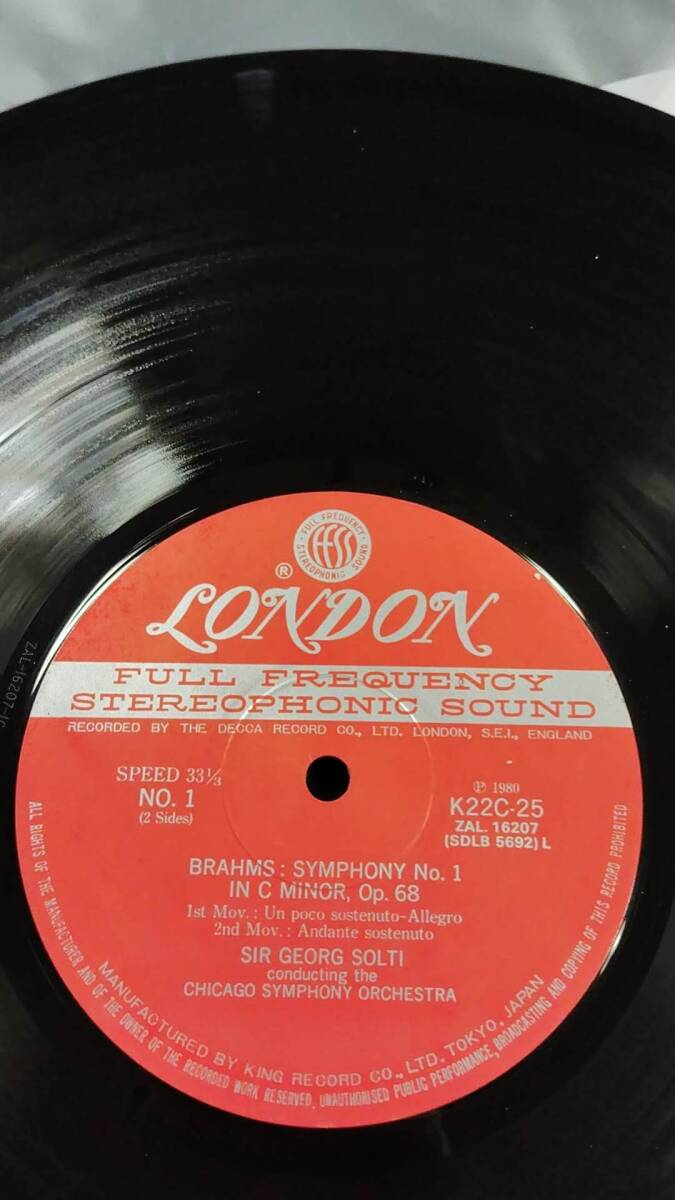 FULL FREQUENCY
ffss
STEREOPHONIC SOUND
®
LONDON
FULL FREQUENCY
STEREOPHONIC SOUND
RECORDED BY THE DECCA RECORD CO., LTD. LONDON, S.E.I., ENGLAND
SPEED 33⅓
NO. 1
(2 Sides)
℗ 1980
K22C-25
ZAL. 16207
(SDLB 5692) L
BRAHMS : SYMPHONY No. 1
IN C MINOR, Op. 68
1st Mov. : Un poco sostenuto-Allegro
2nd Mov. : Andante sostenuto
SIR GEORG SOLTI
conducting the
CHICAGO SYMPHONY ORCHESTRA
MANUFACTURED BY KING RECORD CO., LTD. TOKYO, JAPAN
ALL RIGHTS OF THE MANUFACTURER AND OF THE OWNER OF THE RECORDED WORK RESERVED, UNAUTHORISED PUBLIC PERFORMANCE, BROADCASTING AND COPYING OF THIS RECORD PROHIBITED